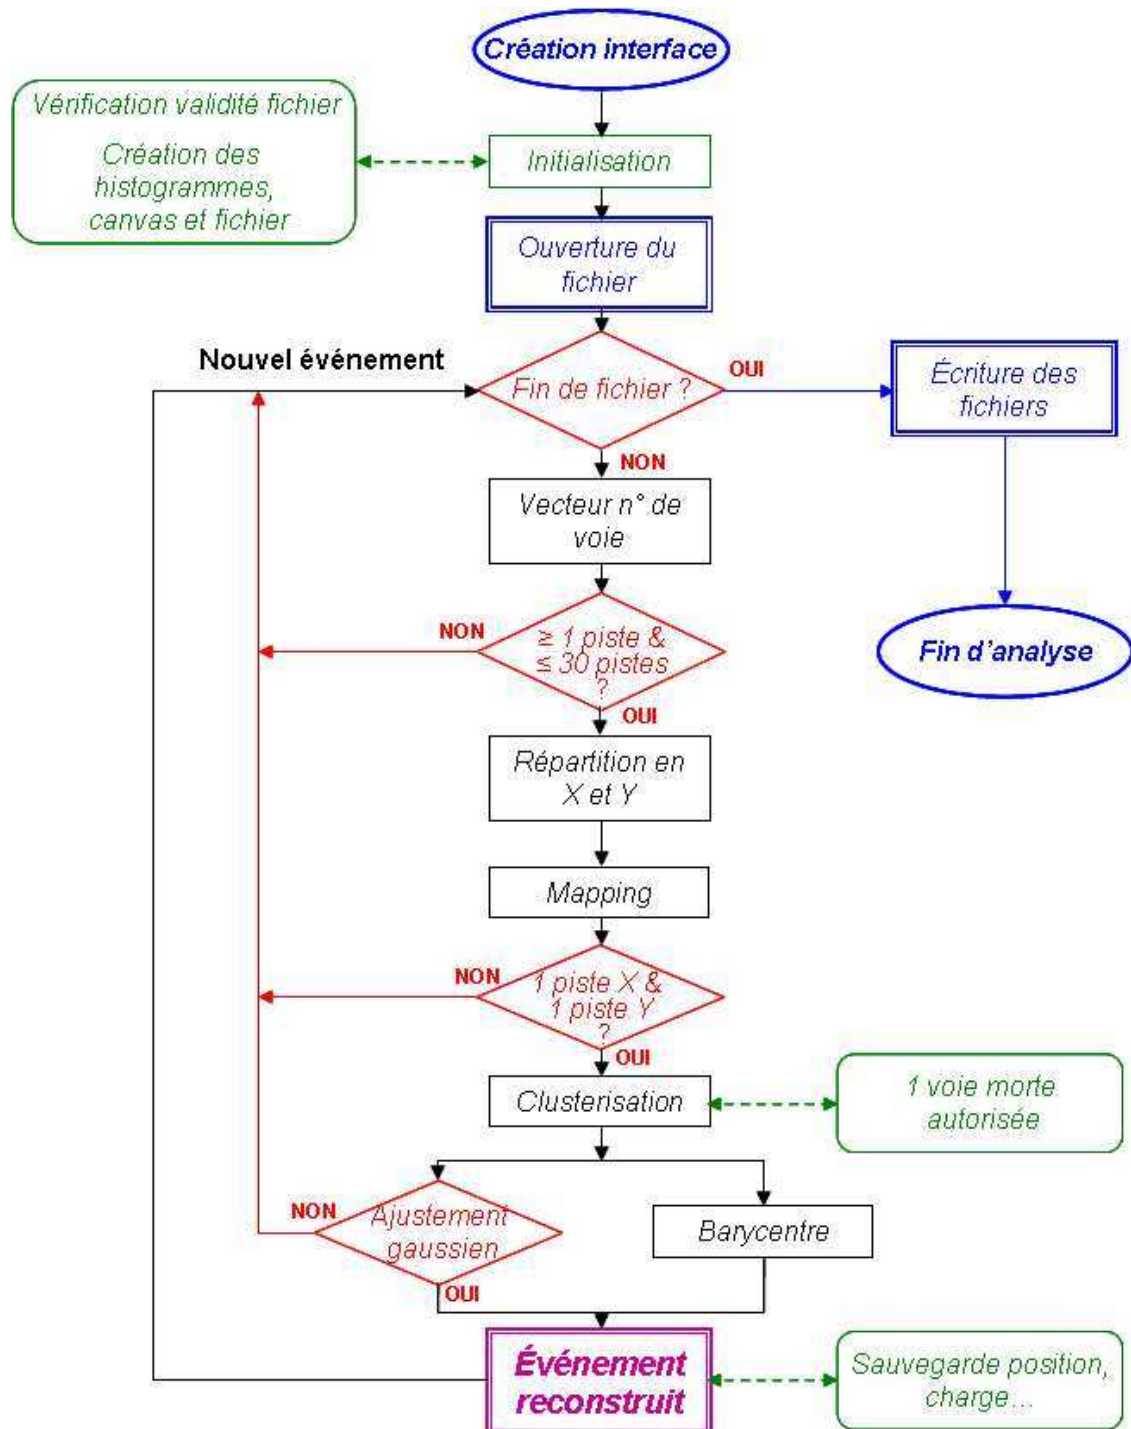 Création interface
Vérification validité fichier
Création des
histogrammes,
canvas et fichier
Initialisation
Ouverture du
fichier
Nouvel événement
Fin de fichier ?
OUI
Écriture des
fichiers
NON
Vecteur n° de
voie
NON
≥ 1 piste &
≤ 30 pistes
?
OUI
Fin d'analyse
Répartition en
X et Y
Mapping
NON
1 piste X &
1 piste Y
?
OUI
Clusterisation
1 voie morte
autorisée
NON
Ajustement
gaussien
OUI
Barycentre
Événement
reconstruit
Sauvegarde position,
charge...